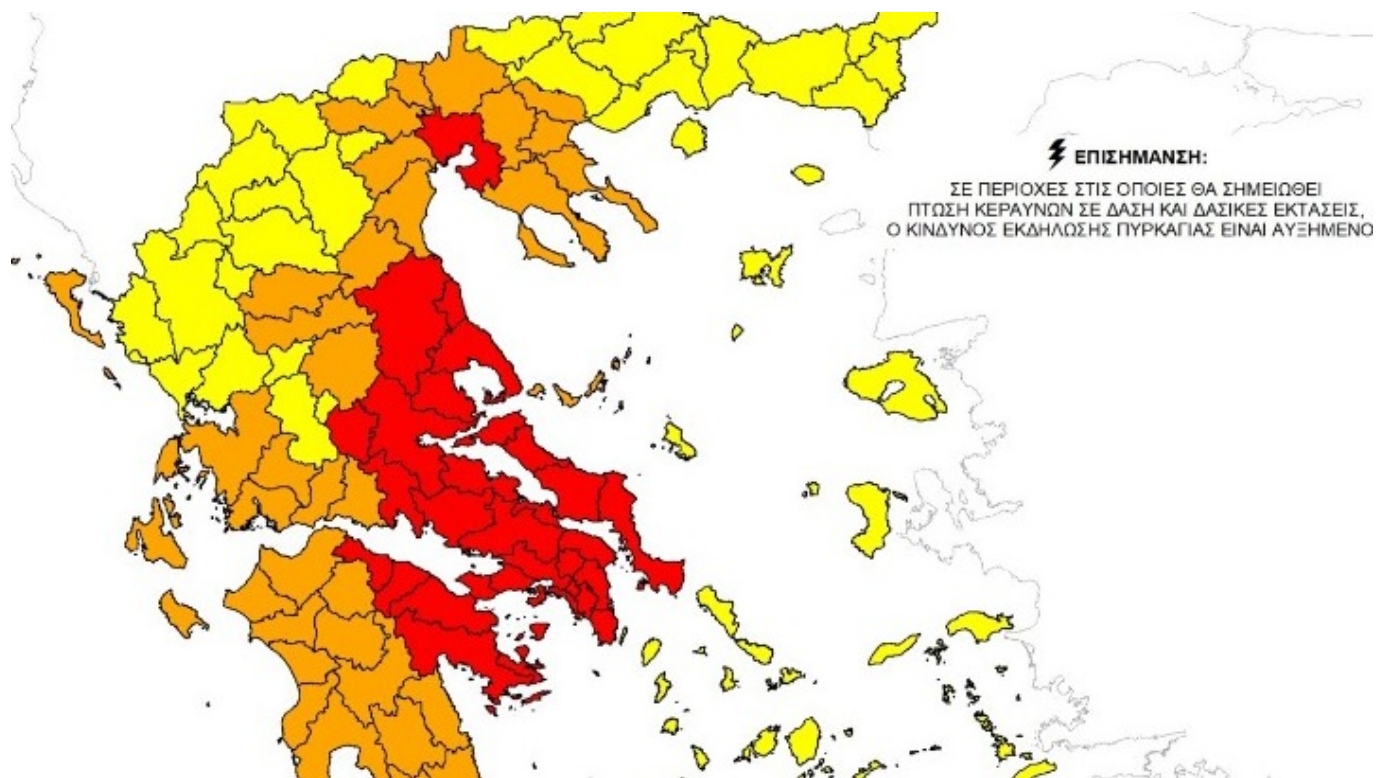 ΕΠΙΣΗΜΑΝΣΗ:
ΣΕ ΠΕΡΙΟΧΕΣ ΣΤΙΣ ΟΠΟΙΕΣ ΘΑ ΣΗΜΕΙΩΘΕΙ
ΠΤΩΣΗ ΚΕΡΑΥΝΩΝ ΣΕ ΔΑΣΗ ΚΑΙ ΔΑΣΙΚΕΣ ΕΚΤΑΣΕΙΣ,
Ο ΚΙΝΔΥΝΟΣ ΕΚΔΗΛΩΣΗΣ ΠΥΡΚΑΓΙΑΣ ΕΙΝΑΙ ΑΥΞΗΜΕΝΟ